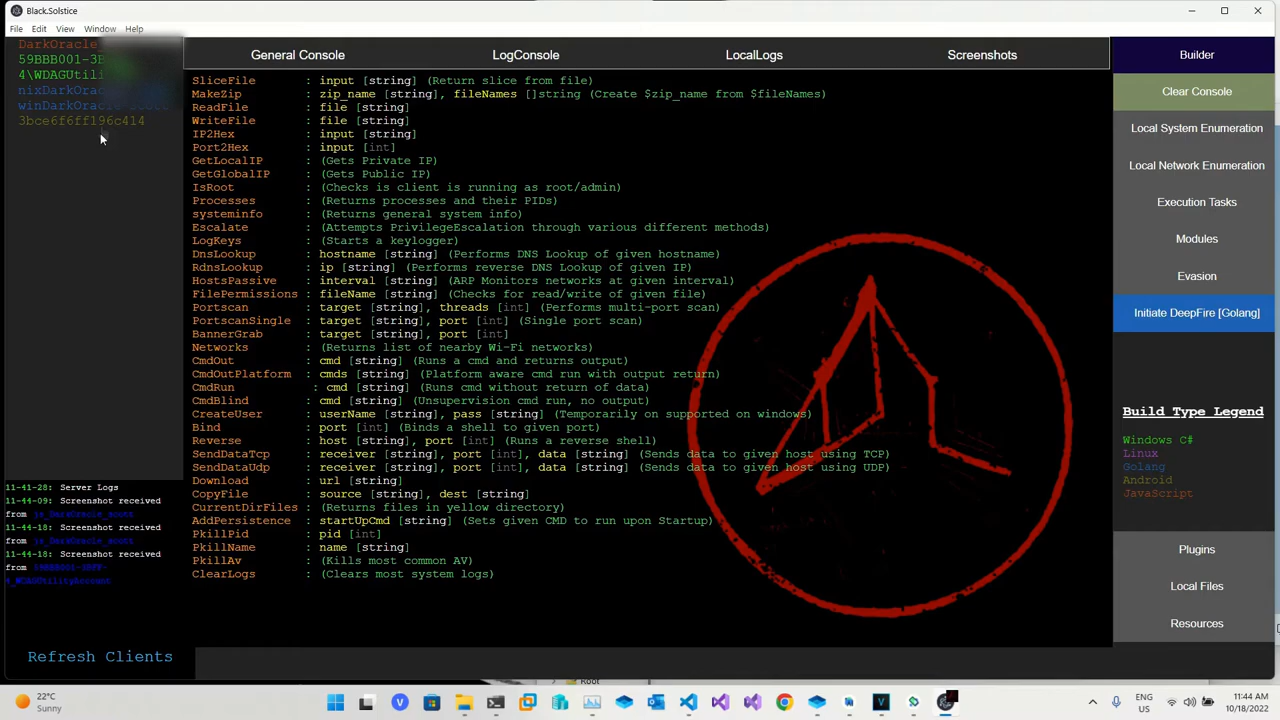 Black.Solstice
File Edit View Window Help
DarkOracle
59BBB001-3B
4\WDAGUtili
nixDarkOracle
winDarkOracle scott
3bce6f6ff196c414
General Console LogConsole LocalLogs Screenshots
SliceFile : input [string] (Return slice from file)
MakeZip : zip_name [string], fileNames []string (Create $zip_name from $fileNames)
ReadFile : file [string]
WriteFile : file [string]
IP2Hex : input [string]
Port2Hex : input [int]
GetLocalIP : (Gets Private IP)
GetGlobalIP : (Gets Public IP)
IsRoot : (Checks is client is running as root/admin)
Processes : (Returns processes and their PIDs)
systeminfo : (Returns general system info)
Escalate : (Attempts PrivilegeEscalation through various different methods)
LogKeys : (Starts a keylogger)
DnsLookup : hostname [string] (Performs DNS Lookup of given hostname)
RdnsLookup : ip [string] (Performs reverse DNS Lookup of given IP)
HostsPassive : interval [string] (ARP Monitors networks at given interval)
FilePermissions : fileName [string] (Checks for read/write of given file)
Portscan : target [string], threads [int] (Performs multi-port scan)
PortscanSingle : target [string], port [int] (Single port scan)
BannerGrab : target [string], port [int]
Networks : (Returns list of nearby Wi-Fi networks)
CmdOut : cmd [string] (Runs a cmd and returns output)
CmdOutPlatform : cmds [string] (Platform aware cmd run with output return)
CmdRun : cmd [string] (Runs cmd without return of data)
CmdBlind : cmd [string] (Unsupervision cmd run, no output)
CreateUser : userName [string], pass [string] (Temporarily on supported on windows)
Bind : port [int] (Binds a shell to given port)
Reverse : host [string], port [int] (Runs a reverse shell)
SendDataTcp : receiver [string], port [int], data [string] (Sends data to given host using TCP)
SendDataUdp : receiver [string], port [int], data [string] (Sends data to given host using UDP)
Download : url [string]
CopyFile : source [string], dest [string]
CurrentDirFiles : (Returns files in yellow directory)
AddPersistence : startUpCmd [string] (Sets given CMD to run upon Startup)
PkillPid : pid [int]
PkillName : name [string]
PkillAv : (Kills most common AV)
ClearLogs : (Clears most system logs)
Builder
Clear Console
Local System Enumeration
Local Network Enumeration
Execution Tasks
Modules
Evasion
Initiate DeepFire [Golang]
Build Type Legend
Windows C#
Linux
Golang
Android
JavaScript
Plugins
Local Files
Resources
11-41-28: Server Logs
11-44-09: Screenshot received
from js_DarkOracle_scott
11-44-18: Screenshot received
from js_DarkOracle_scott
11-44-18: Screenshot received
from 59BBB001-3BFV-
4_WDAGUtilityAccount
Refresh Clients
Root
22°C
Sunny
ENG
US
11:44 AM
10/18/2022